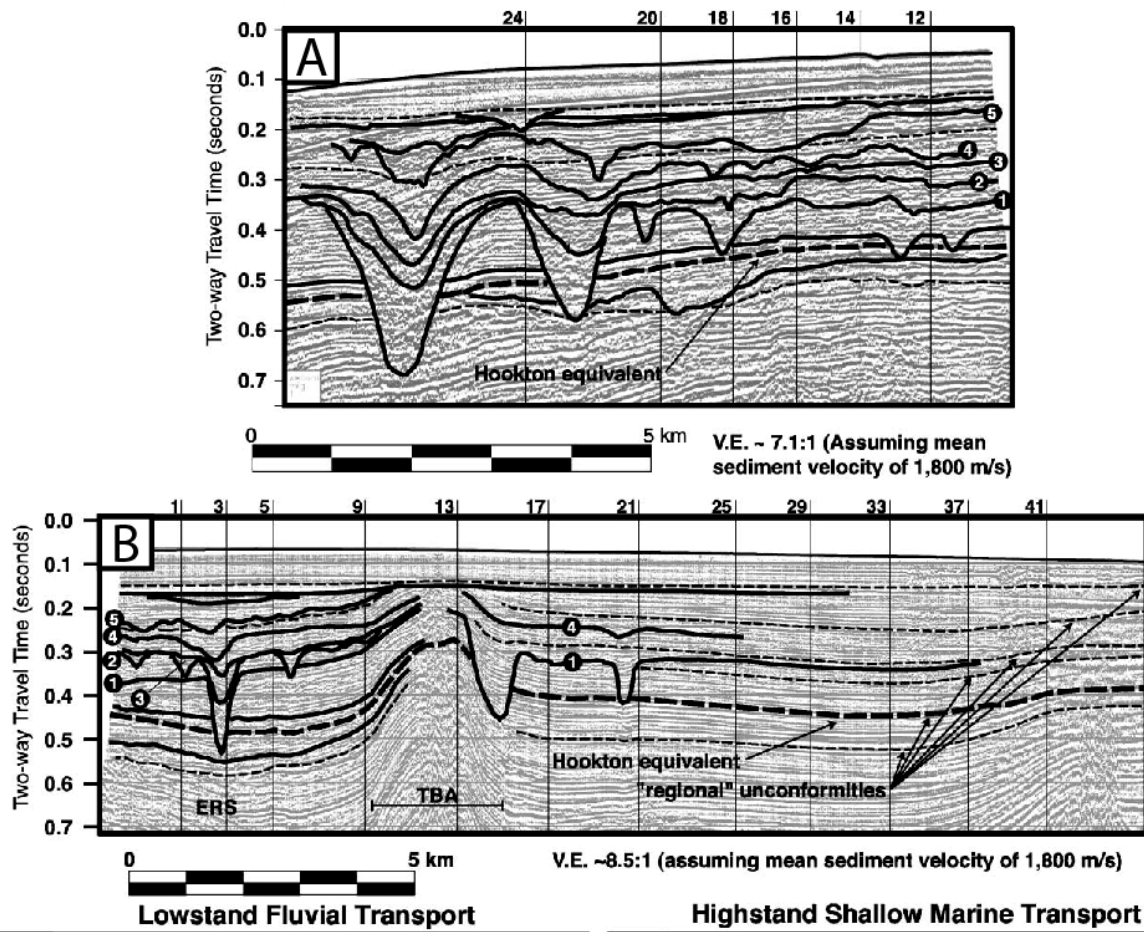 24 20 18 16 14 12
A
0.0
0.1
0.2
0.3
0.4
0.5
0.6
0.7
Two-way Travel Time (seconds)
5
4
3
2
1
Hookton equivalent
0 5 km
V.E. ~ 7.1:1 (Assuming mean
sediment velocity of 1,800 m/s)
1 3 5 9 13 17 21 25 29 33 37 41
B
0.0
0.1
0.2
0.3
0.4
0.5
0.6
0.7
Two-way Travel Time (seconds)
5
4
2
1
3
4
1
Hookton equivalent
"regional" unconformities
ERS
TBA
0 5 km
V.E. ~8.5:1 (assuming mean sediment velocity of 1,800 m/s)
Lowstand Fluvial Transport
Highstand Shallow Marine Transport